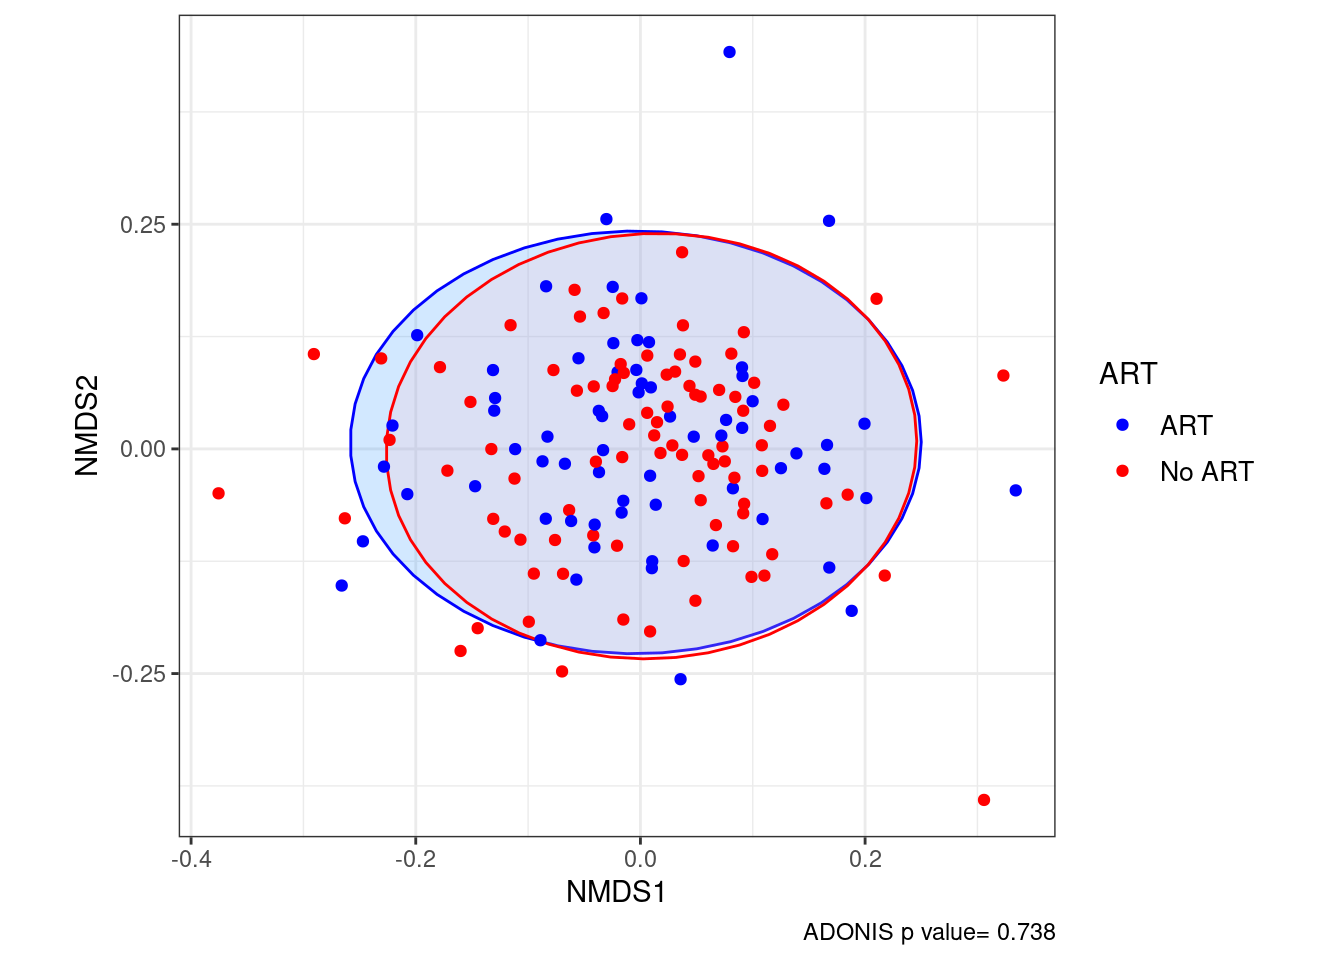 NMDS2
0.25
0.00
-0.25
-0.4
-0.2
0.0
0.2
NMDS1
ADONIS p value= 0.738
ART
ART
No ART